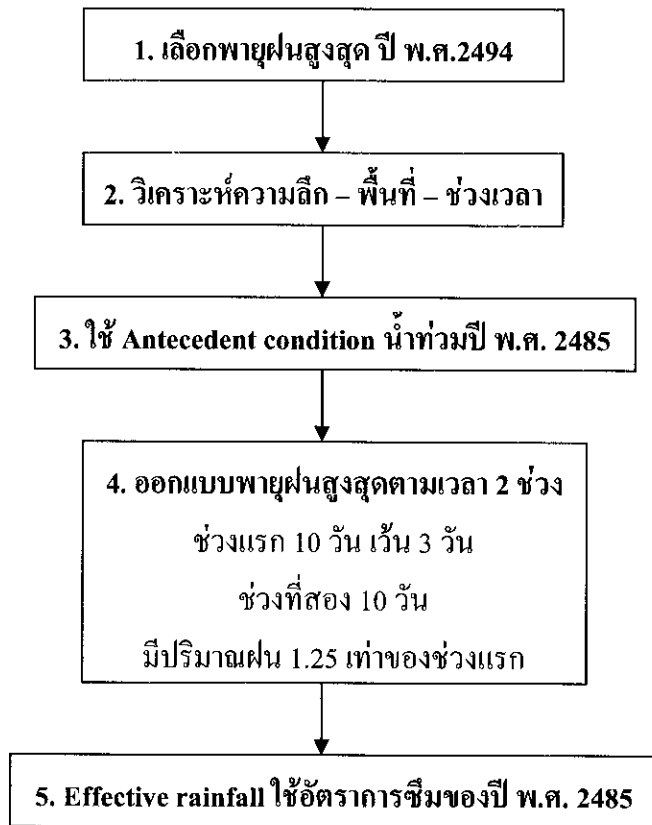 1. เลือกพายุฝนสูงสุด ปี พ.ศ.2494
2. วิเคราะห์ความลึก – พื้นที่ – ช่วงเวลา
3. ใช้ Antecedent condition น้ำท่วมปี พ.ศ. 2485
4. ออกแบบพายุฝนสูงสุดตามเวลา 2 ช่วง
ช่วงแรก 10 วัน เว้น 3 วัน
ช่วงที่สอง 10 วัน
มีปริมาณฝน 1.25 เท่าของช่วงแรก
5. Effective rainfall ใช้อัตราการซึมของปี พ.ศ. 2485